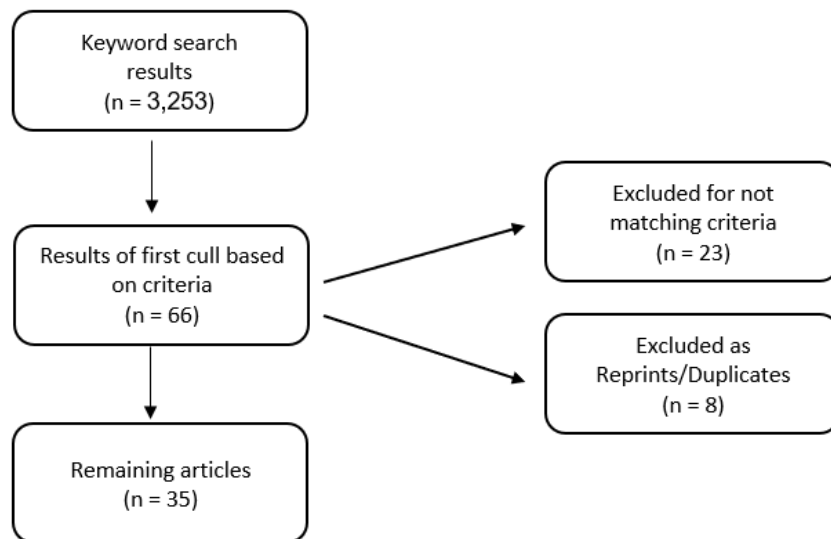 Keyword search
results
(n = 3,253)
Results of first cull based
on criteria
(n = 66)
Excluded for not
matching criteria
(n = 23)
Excluded as
Reprints/Duplicates
(n = 8)
Remaining articles
(n = 35)